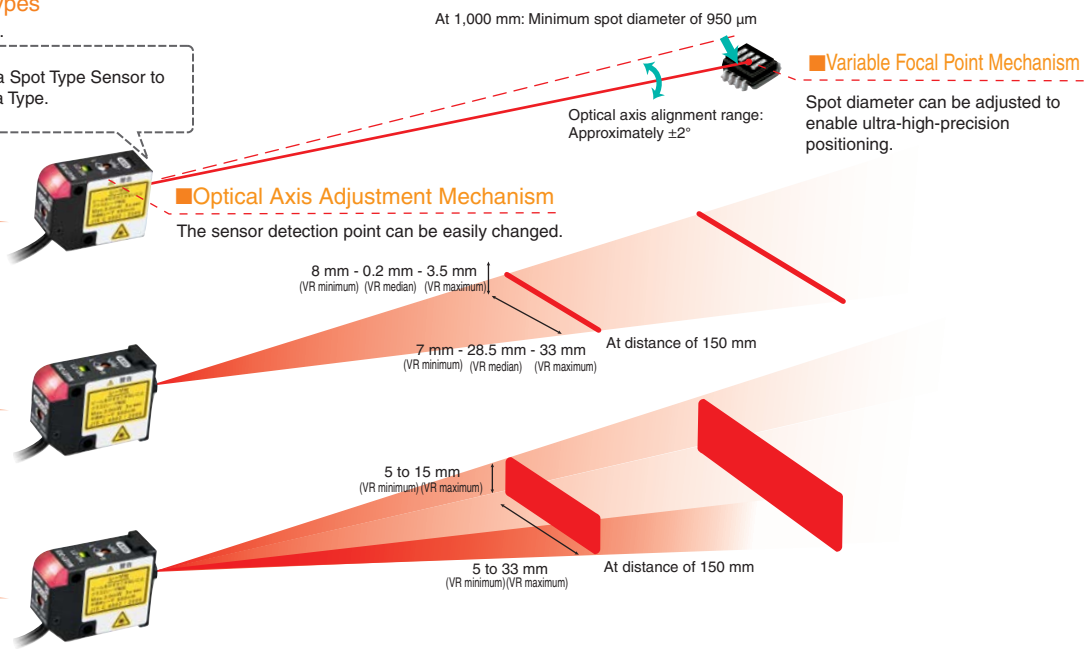 ypes
.
a Spot Type Sensor to
a Type.
At 1,000 mm: Minimum spot diameter of 950 μm
■Variable Focal Point Mechanism
Spot diameter can be adjusted to
enable ultra-high-precision
positioning.
Optical axis alignment range:
Approximately ±2°
■Optical Axis Adjustment Mechanism
The sensor detection point can be easily changed.
8 mm - 0.2 mm - 3.5 mm
(VR minimum) (VR median) (VR maximum)
7 mm - 28.5 mm - 33 mm
(VR minimum) (VR median) (VR maximum)
At distance of 150 mm
5 to 15 mm
(VR minimum) (VR maximum)
5 to 33 mm
(VR minimum) (VR maximum)
At distance of 150 mm